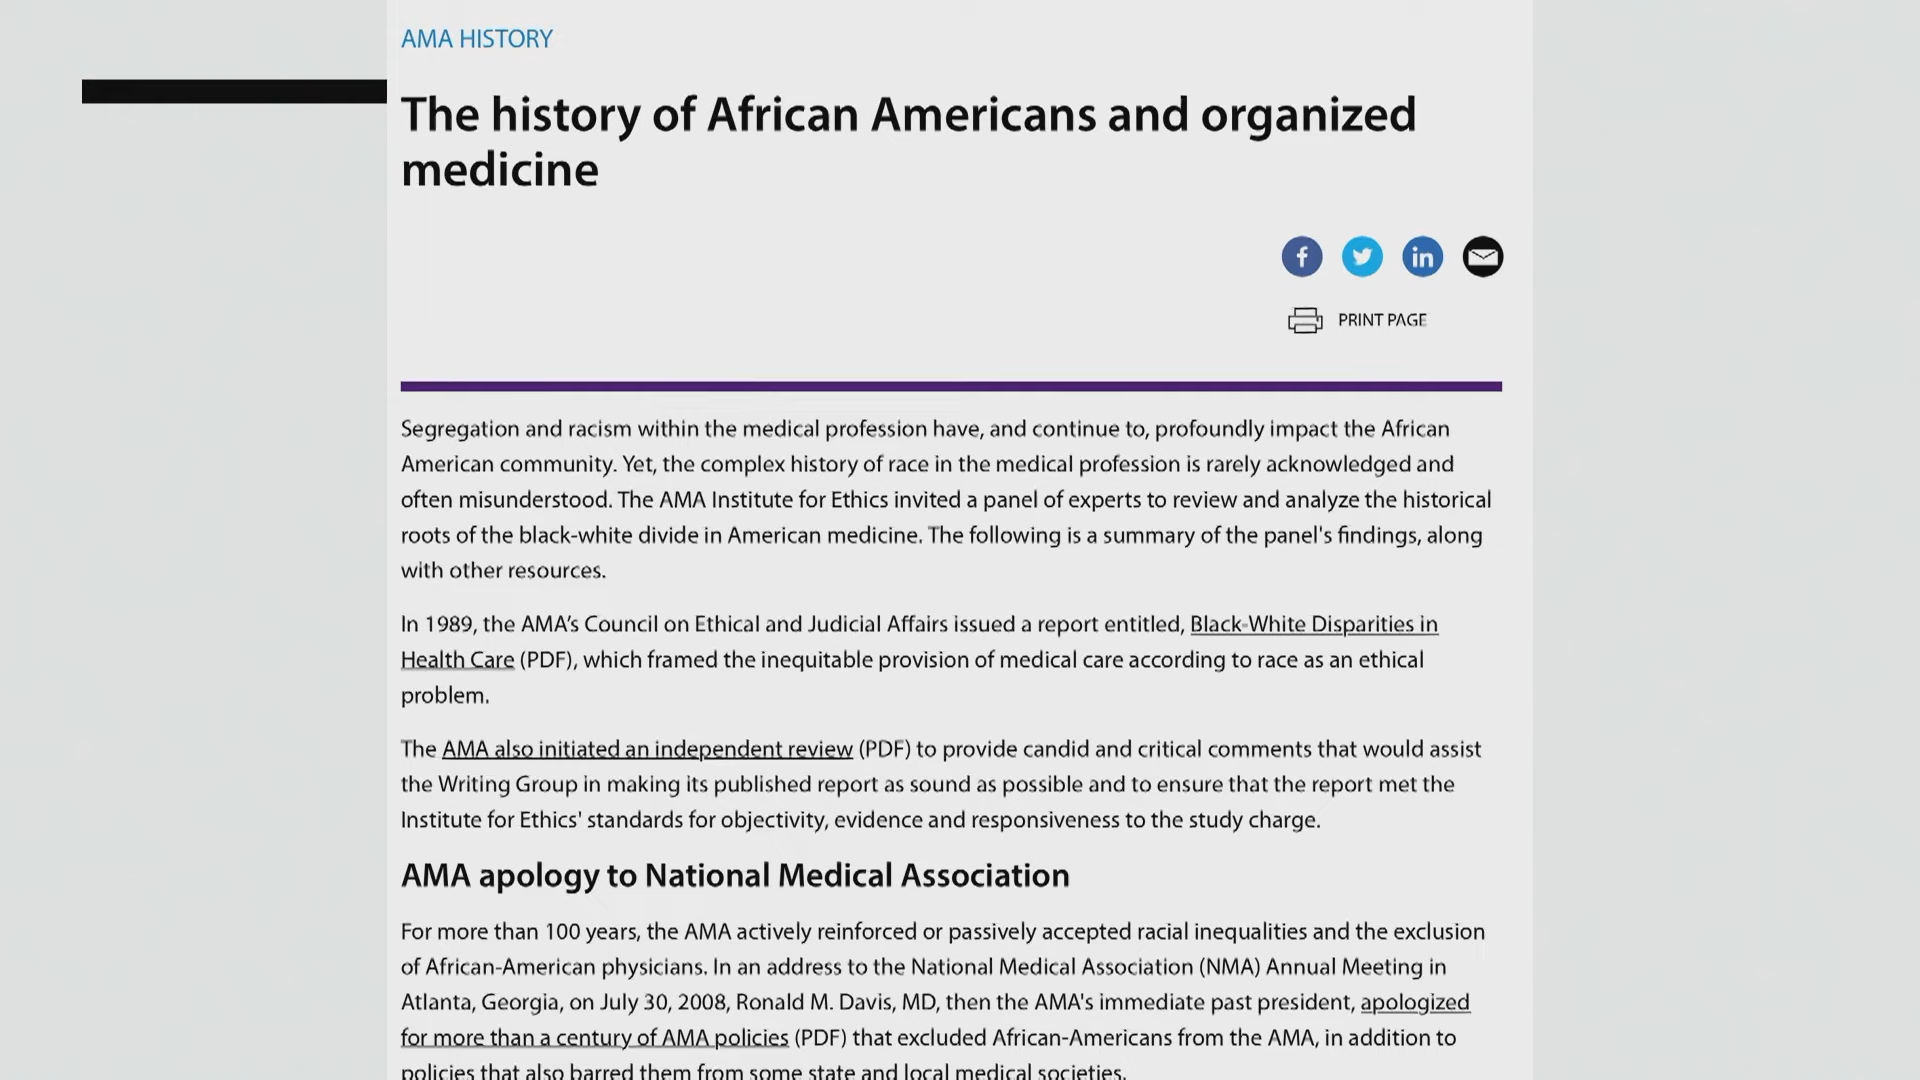 AMA HISTORY
The history of African Americans and organized
medicine
PRINT PAGE
Segregation and racism within the medical profession have, and continue to, profoundly impact the African
American community. Yet, the complex history of race in the medical profession is rarely acknowledged and
often misunderstood. The AMA Institute for Ethics invited a panel of experts to review and analyze the historical
roots of the black-white divide in American medicine. The following is a summary of the panel's findings, along
with other resources.
In 1989, the AMA’s Council on Ethical and Judicial Affairs issued a report entitled, Black-White Disparities in
Health Care (PDF), which framed the inequitable provision of medical care according to race as an ethical
problem.
The AMA also initiated an independent review (PDF) to provide candid and critical comments that would assist
the Writing Group in making its published report as sound as possible and to ensure that the report met the
Institute for Ethics' standards for objectivity, evidence and responsiveness to the study charge.
AMA apology to National Medical Association
For more than 100 years, the AMA actively reinforced or passively accepted racial inequalities and the exclusion
of African-American physicians. In an address to the National Medical Association (NMA) Annual Meeting in
Atlanta, Georgia, on July 30, 2008, Ronald M. Davis, MD, then the AMA's immediate past president, apologized
for more than a century of AMA policies (PDF) that excluded African-Americans from the AMA, in addition to
policies that also barred them from some state and local medical societies.